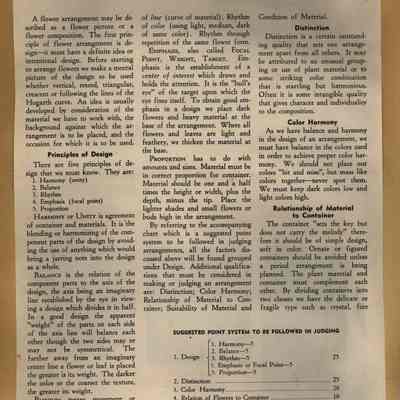 A flower arrangement may be de-
scribed as a flower picture or a
flower composition. The first prin-
ciple of flower arrangement is de-
sign—it must have a definite idea or
intentional design. Before starting
to arrange flowers we make a mental
picture of the design to be used
whether vertical, round, triangular,
crescent or following the lines of the
Hogarth curve. An idea is usually
developed by consideration of the
material we have to work with, the
background against which the ar-
rangement is to be placed, and the
occasion for which it is to be used.
Principles of Design
There are five principles of de-
sign that we must know. They are:
1. Harmony (unity)
2. Balance
3. Rhythm
4. Emphasis (focal point)
5. Proportion
HARMONY OR UNITY is agreement
of container and materials. It is the
blending or harmonizing of the com-
ponent parts of the design by avoid-
ing the use of anything which would
bring a jarring note into the design
as a whole.
BALANCE is the relation of the
component parts to the axis of the
design, the axis being an imaginary
line established by the eye in view-
ing a design which divides it in half.
In a good design the apparent
"weight" of the parts on each side
of the axis line will balance each
other though the two sides may or
may not be symmetrical. The
farther away from an imaginary
center line a flower or leaf is placed
the greater is its weight. The darker
the color or the coarser the texture,
the greater its weight.
of line (curve of material). Rhythm
of color (using light, medium, dark
of same color). Rhythm through
repetition of the same flower form.
EMPHASIS, also called FOCAL
POINT, WEIGHT, TARGET. Em-
phasis is the establishment of a
center of interest which draws and
holds the attention. It is the "bull's
eye" of the target upon which the
eye fixes itself. To obtain good em-
phasis in a design we place dark
flowers and heavy material at the
base of the arrangement. Where all
flowers and leaves are light and
feathery, we thicken the material at
the base.
PROPORTION has to do with
amounts and sizes. Material must be
in correct proportion for container.
Material should be one and a half
times the height or width, plus the
depth, minus the tip. Place the
lighter shades and small flowers or
buds high in the arrangement.
By referring to the accompanying
chart which is a suggested point
system to be followed in judging
arrangements, all the factors dis-
cussed above will be found grouped
under Design. Additional qualifica-
tions that must be considered in
making or judging an arrangement
are: Distinction; Color Harmony;
Relationship of Material to Con-
tainer; Suitability of Material and
Condition of Material.
Distinction
Distinction is a certain outstand-
ing quality that sets one arrange-
ment apart from all others. It may
be attributed to an unusual group-
ing or use of plant material or to
some striking color combination
that is startling but harmonious.
Often it is some intangible quality
that gives character and individuality
to the composition.
Color Harmony
As we have balance and harmony
in the design of an arrangement, we
must have balance in the colors used
in order to achieve proper color har-
mony. We should not place out
colors "hit and miss", but mass like
colors together—never spot them.
We must keep dark colors low and
light colors high.
Relationship of Material
to Container
The container "sets the key but
does not carry the melody" there-
fore it should be of simple design,
soft in color. Ornate or figured
containers should be avoided unless
a period arrangement is being
planned. The plant material and
container must complement each
other. By dividing containers into
two classes we have the delicate or
fragile type such as crystal, fine
SUGGESTED POINT SYSTEM TO BE FOLLOWED IN JUDGING
1. Harmony—5
2. Balance—5
1. Design 3. Rhythm—5 25
4. Emphasis or Focal Point—5
5. Proportion—5
2. Distinction 25
3. Color Harmony 20
4. Relation of Flowers to Container 10